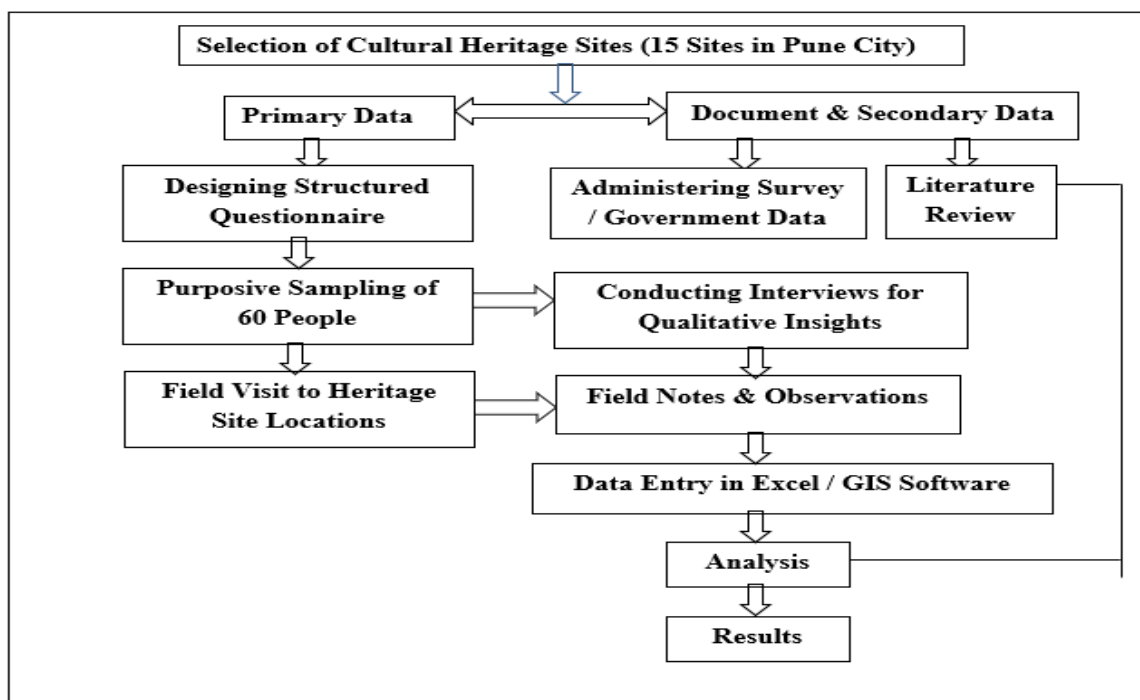 Selection of Cultural Heritage Sites (15 Sites in Pune City)
Primary Data
Document & Secondary Data
Designing Structured
Questionnaire
Administering Survey
/ Government Data
Literature
Review
Purposive Sampling of
60 People
Conducting Interviews for
Qualitative Insights
Field Visit to Heritage
Site Locations
Field Notes & Observations
Data Entry in Excel / GIS Software
Analysis
Results